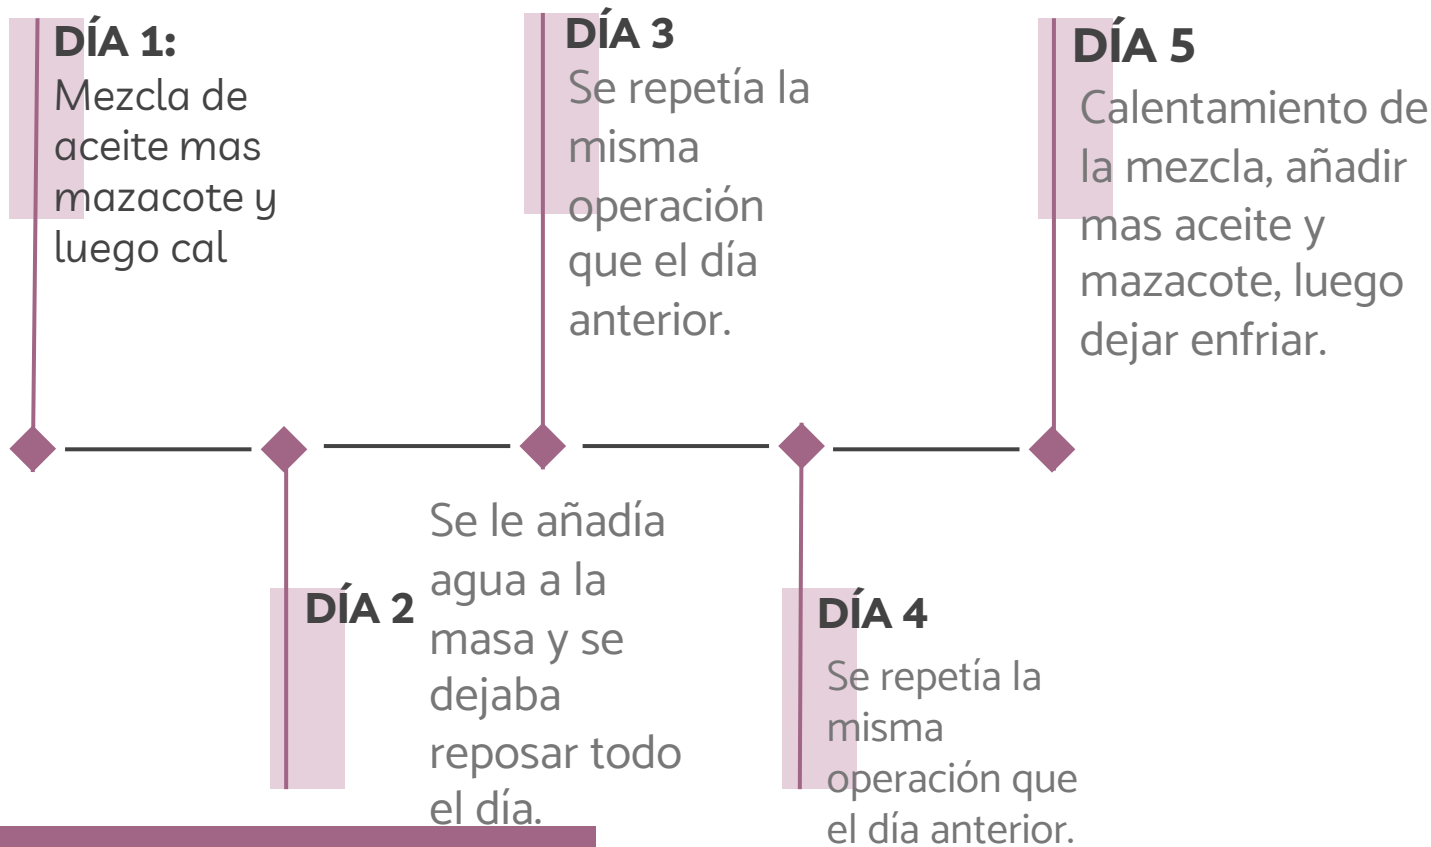 DÍA 1:
Mezcla de
aceite mas
mazacote y
luego cal
DÍA 2
Se le añadía
agua a la
masa y se
dejaba
reposar todo
el día.
DÍA 3
Se repetía la
misma
operación
que el día
anterior.
DÍA 4
Se repetía la
misma
operación que
el día anterior.
DÍA 5
Calentamiento de
la mezcla, añadir
mas aceite y
mazacote, luego
dejar enfriar.